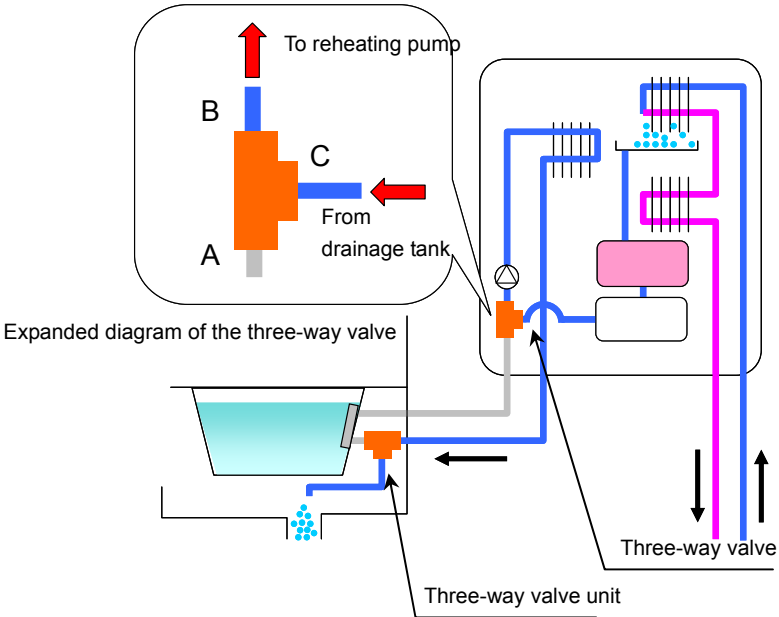 To reheating pump
B
C
From
drainage tank
A
Expanded diagram of the three-way valve
Three-way valve
Three-way valve unit